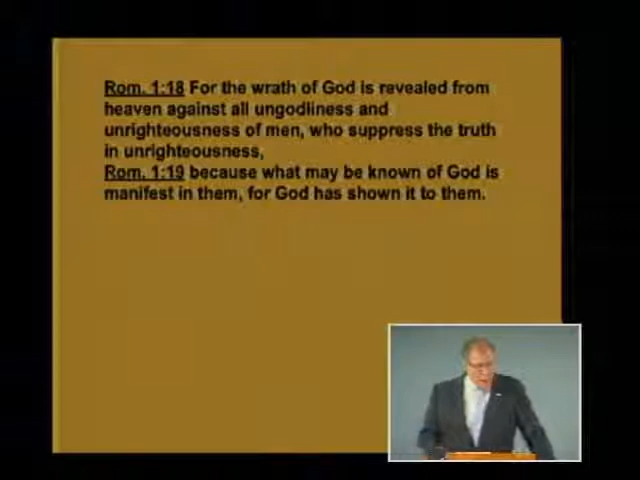 Rom. 1:18 For the wrath of God is revealed from
heaven against all ungodliness and
unrighteousness of men, who suppress the truth
in unrighteousness,
Rom. 1:19 because what may be known of God is
manifest in them, for God has shown it to them.